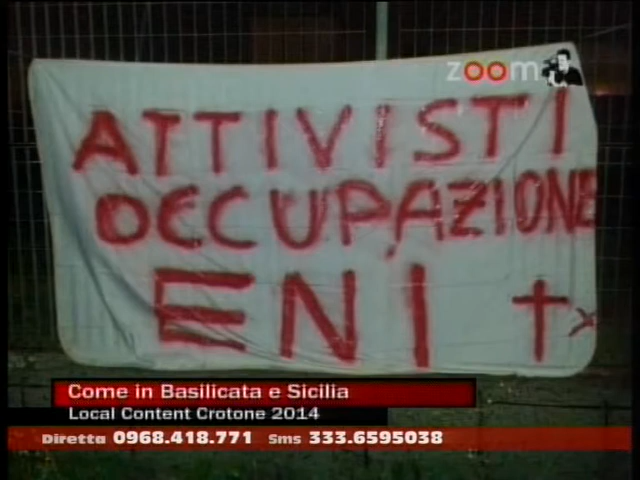 zoom
ATTIVISTI
OCCUPAZIONE
ENI
Come in Basilicata e Sicilia
Local Content Crotone 2014
Diretta 0968.418.771 Sms 333.6595038